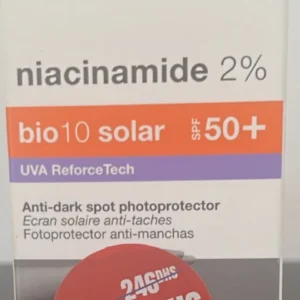 niacinamide 2%
bio10 solar SPF 50+
UVA ReforceTech
Anti-dark spot photoprotector
Ecran solaire anti-taches
Fotoprotector anti-manchas
246DHS